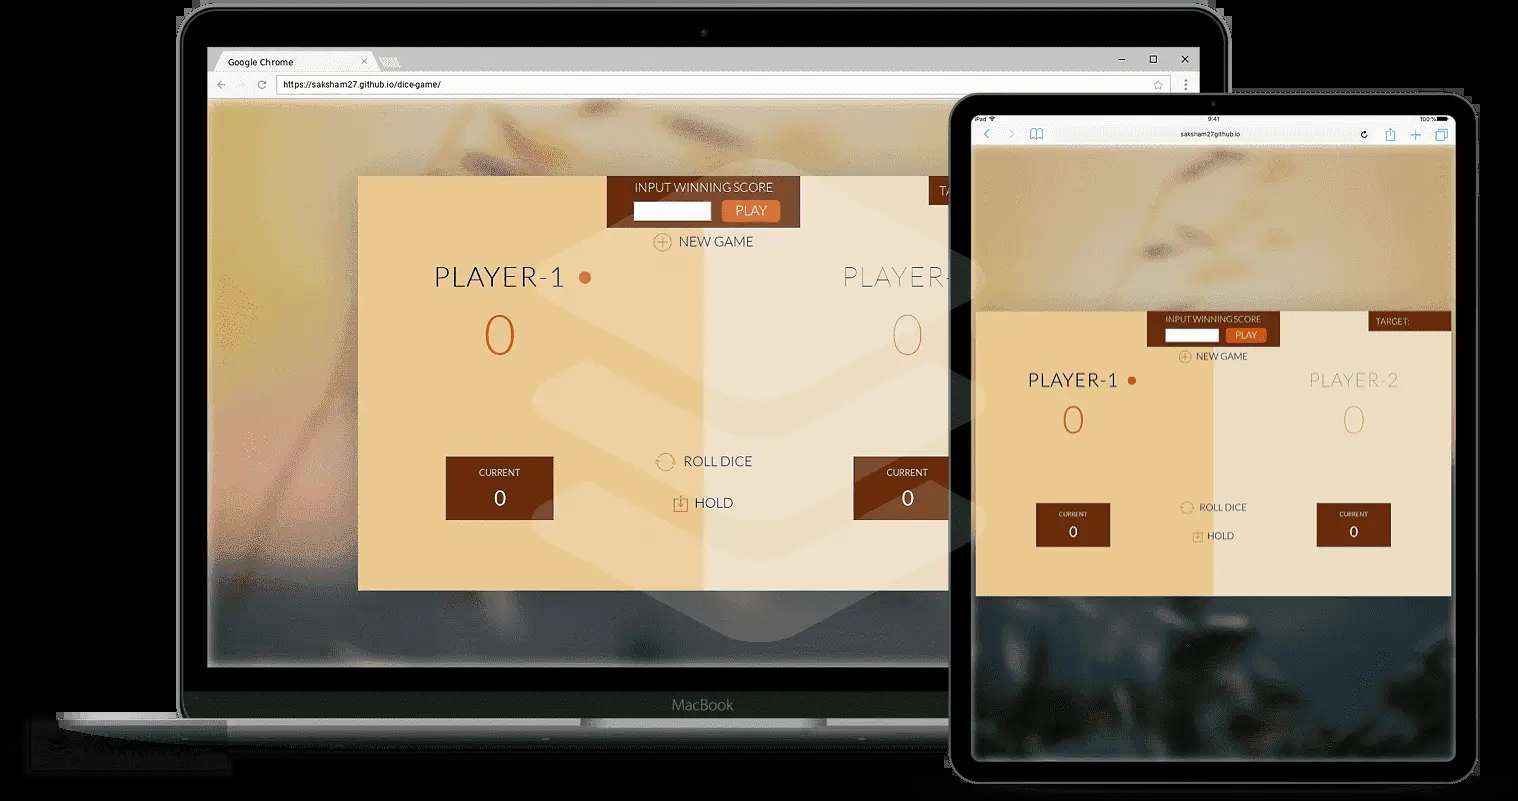 Google Chrome
https://saksham27.github.io/dice-game/
INPUT WINNING SCORE
PLAY
NEW GAME
PLAYER-1
0
PLAYER-
0
CURRENT
0
ROLL DICE
HOLD
CURRENT
0
MacBook
iPad
9:41
100 %
saksham27.github.io
INPUT WINNING SCORE
PLAY
TARGET:
NEW GAME
PLAYER-1
0
PLAYER-2
0
CURRENT
0
ROLL DICE
HOLD
CURRENT
0